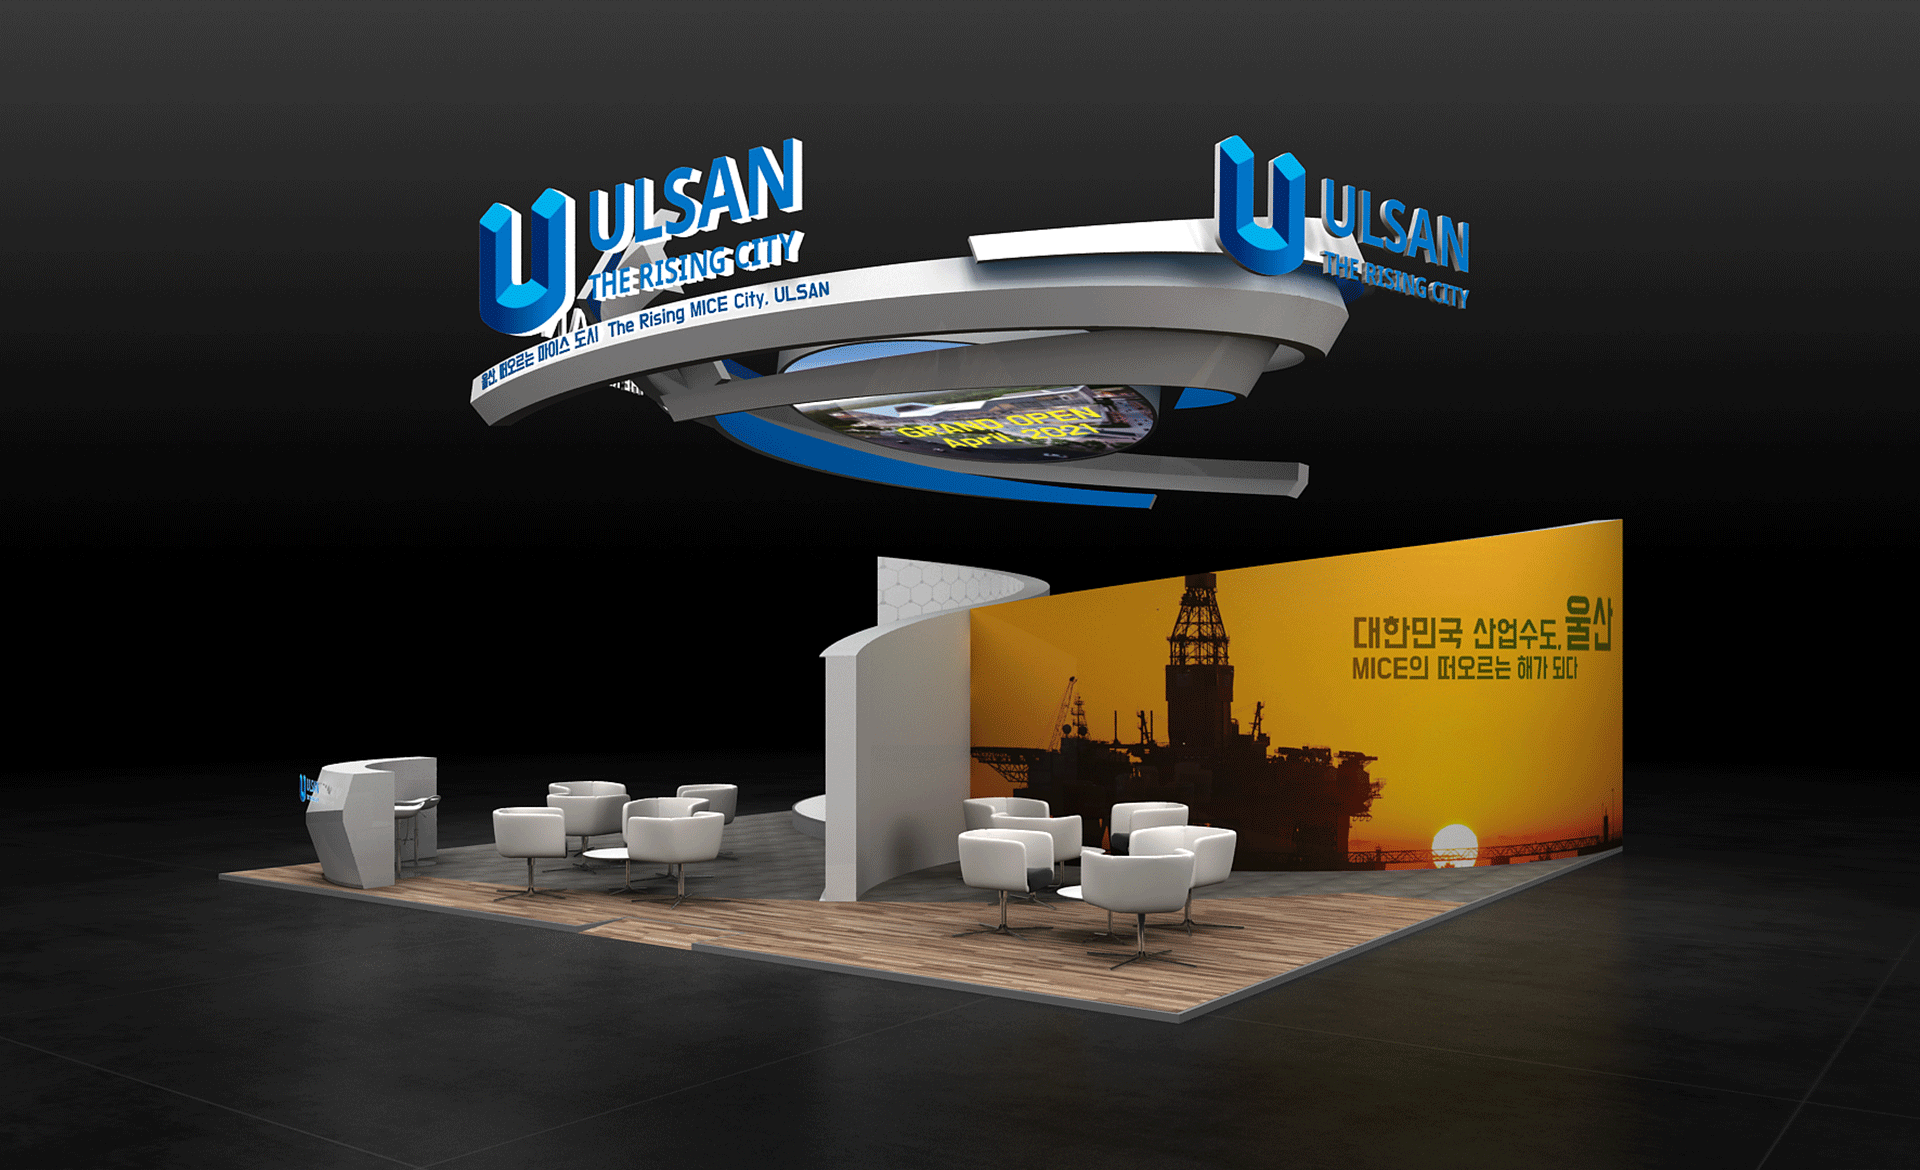 ULSAN
THE RISING CITY
울산, 떠오르는 마이스 도시 The Rising MICE City, ULSAN
ULSAN
THE RISING CITY
GRAND OPEN
April, 2021
대한민국 산업수도, 울산
MICE의 떠오르는 해가 되다
ULSAN